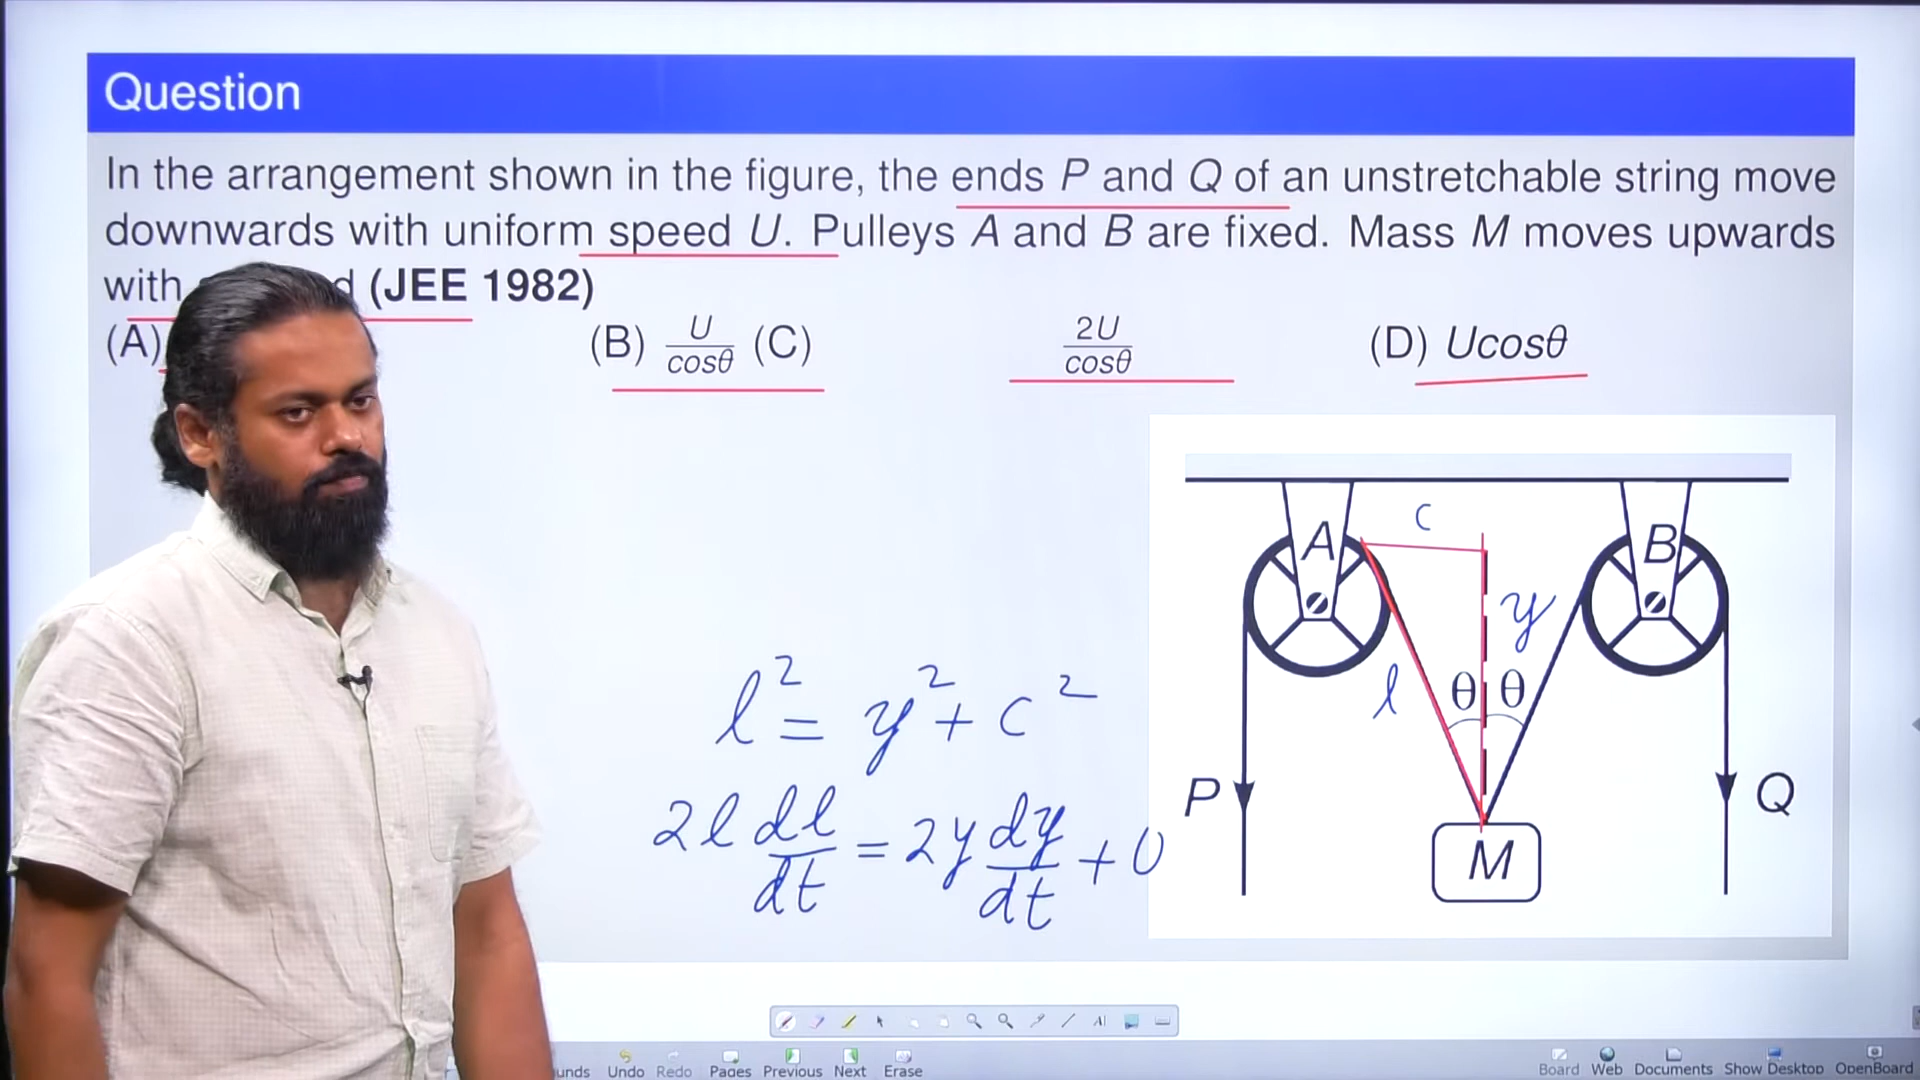 Question
In the arrangement shown in the figure, the ends P and Q of an unstretchable string move
downwards with uniform speed U. Pulleys A and B are fixed. Mass M moves upwards
with d (JEE 1982)
(A) (B) U/cosθ (C) 2U/cosθ (D) Ucosθ
C
A B
y
l θ θ
l² = y² + c²
P Q
2l dl/dt = 2y dy/dt + 0
M
Undo Redo Pages Previous Next Erase Board Web Documents Show Desktop OpenBoard